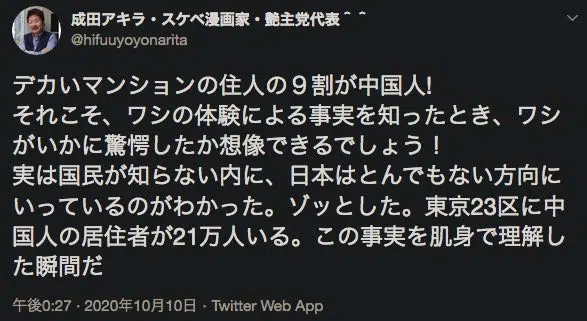 成田アキラ・スケベ漫画家・艶主党代表＾＾
@hifuuyoyonarita
デカいマンションの住人の９割が中国人!
それこそ、ワシの体験による事実を知ったとき、ワシ
がいかに驚愕したか想像できるでしょう！
実は国民が知らない内に、日本はとんでもない方向に
いっているのがわかった。ゾッとした。東京23区に中
国人の居住者が21万人いる。この事実を肌身で理解し
た瞬間だ
午後0:27 · 2020年10月10日 · Twitter Web App